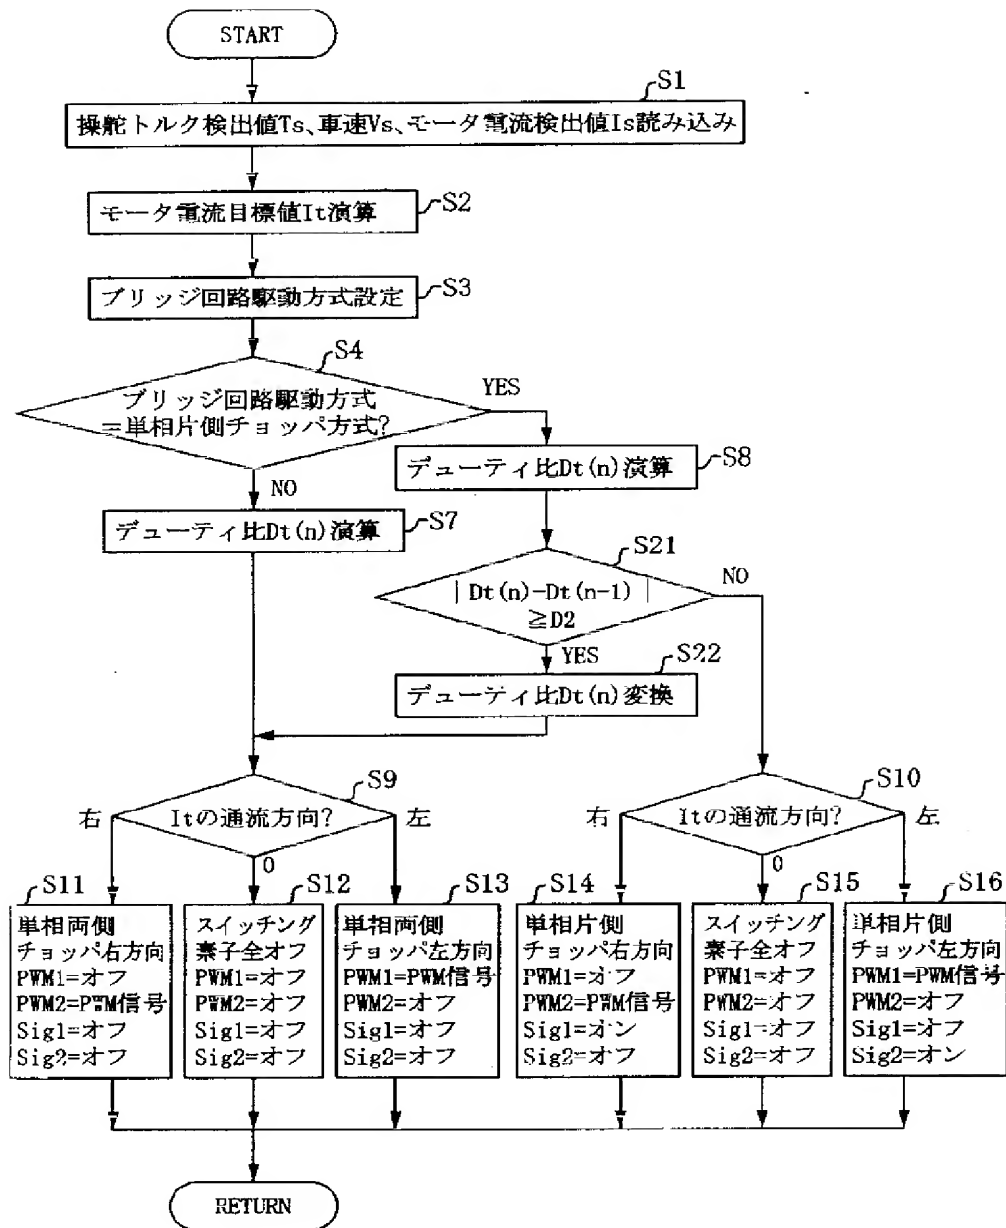 START
S1
操舵トルク検出値Ts、車速Vs、モータ電流検出値Is読み込み
S2
モータ電流目標値It演算
S3
ブリッジ回路駆動方式設定
S4
ブリッジ回路駆動方式
=単相片側チョッパ方式?
YES
NO
S8
デューティ比Dt(n)演算
S7
デューティ比Dt(n)演算
S21
|Dt(n)-Dt(n-1)|
≧D2
NO
YES
S22
デューティ比Dt(n)変換
S9
右
Itの通流方向?
左
0
S10
右
Itの通流方向?
左
0
S11
単相両側
チョッパ右方向
PWM1=オフ
PWM2=PWM信号
Sig1=オフ
Sig2=オフ
S12
スイッチング
素子全オフ
PWM1=オフ
PWM2=オフ
Sig1=オフ
Sig2=オフ
S13
単相両側
チョッパ左方向
PWM1=PWM信号
PWM2=オフ
Sig1=オフ
Sig2=オフ
S14
単相片側
チョッパ右方向
PWM1=オフ
PWM2=PWM信号
Sig1=オン
Sig2=オフ
S15
スイッチング
素子全オフ
PWM1=オフ
PWM2=オフ
Sig1=オフ
Sig2=オフ
S16
単相片側
チョッパ左方向
PWM1=PWM信号
PWM2=オフ
Sig1=オフ
Sig2=オン
RETURN